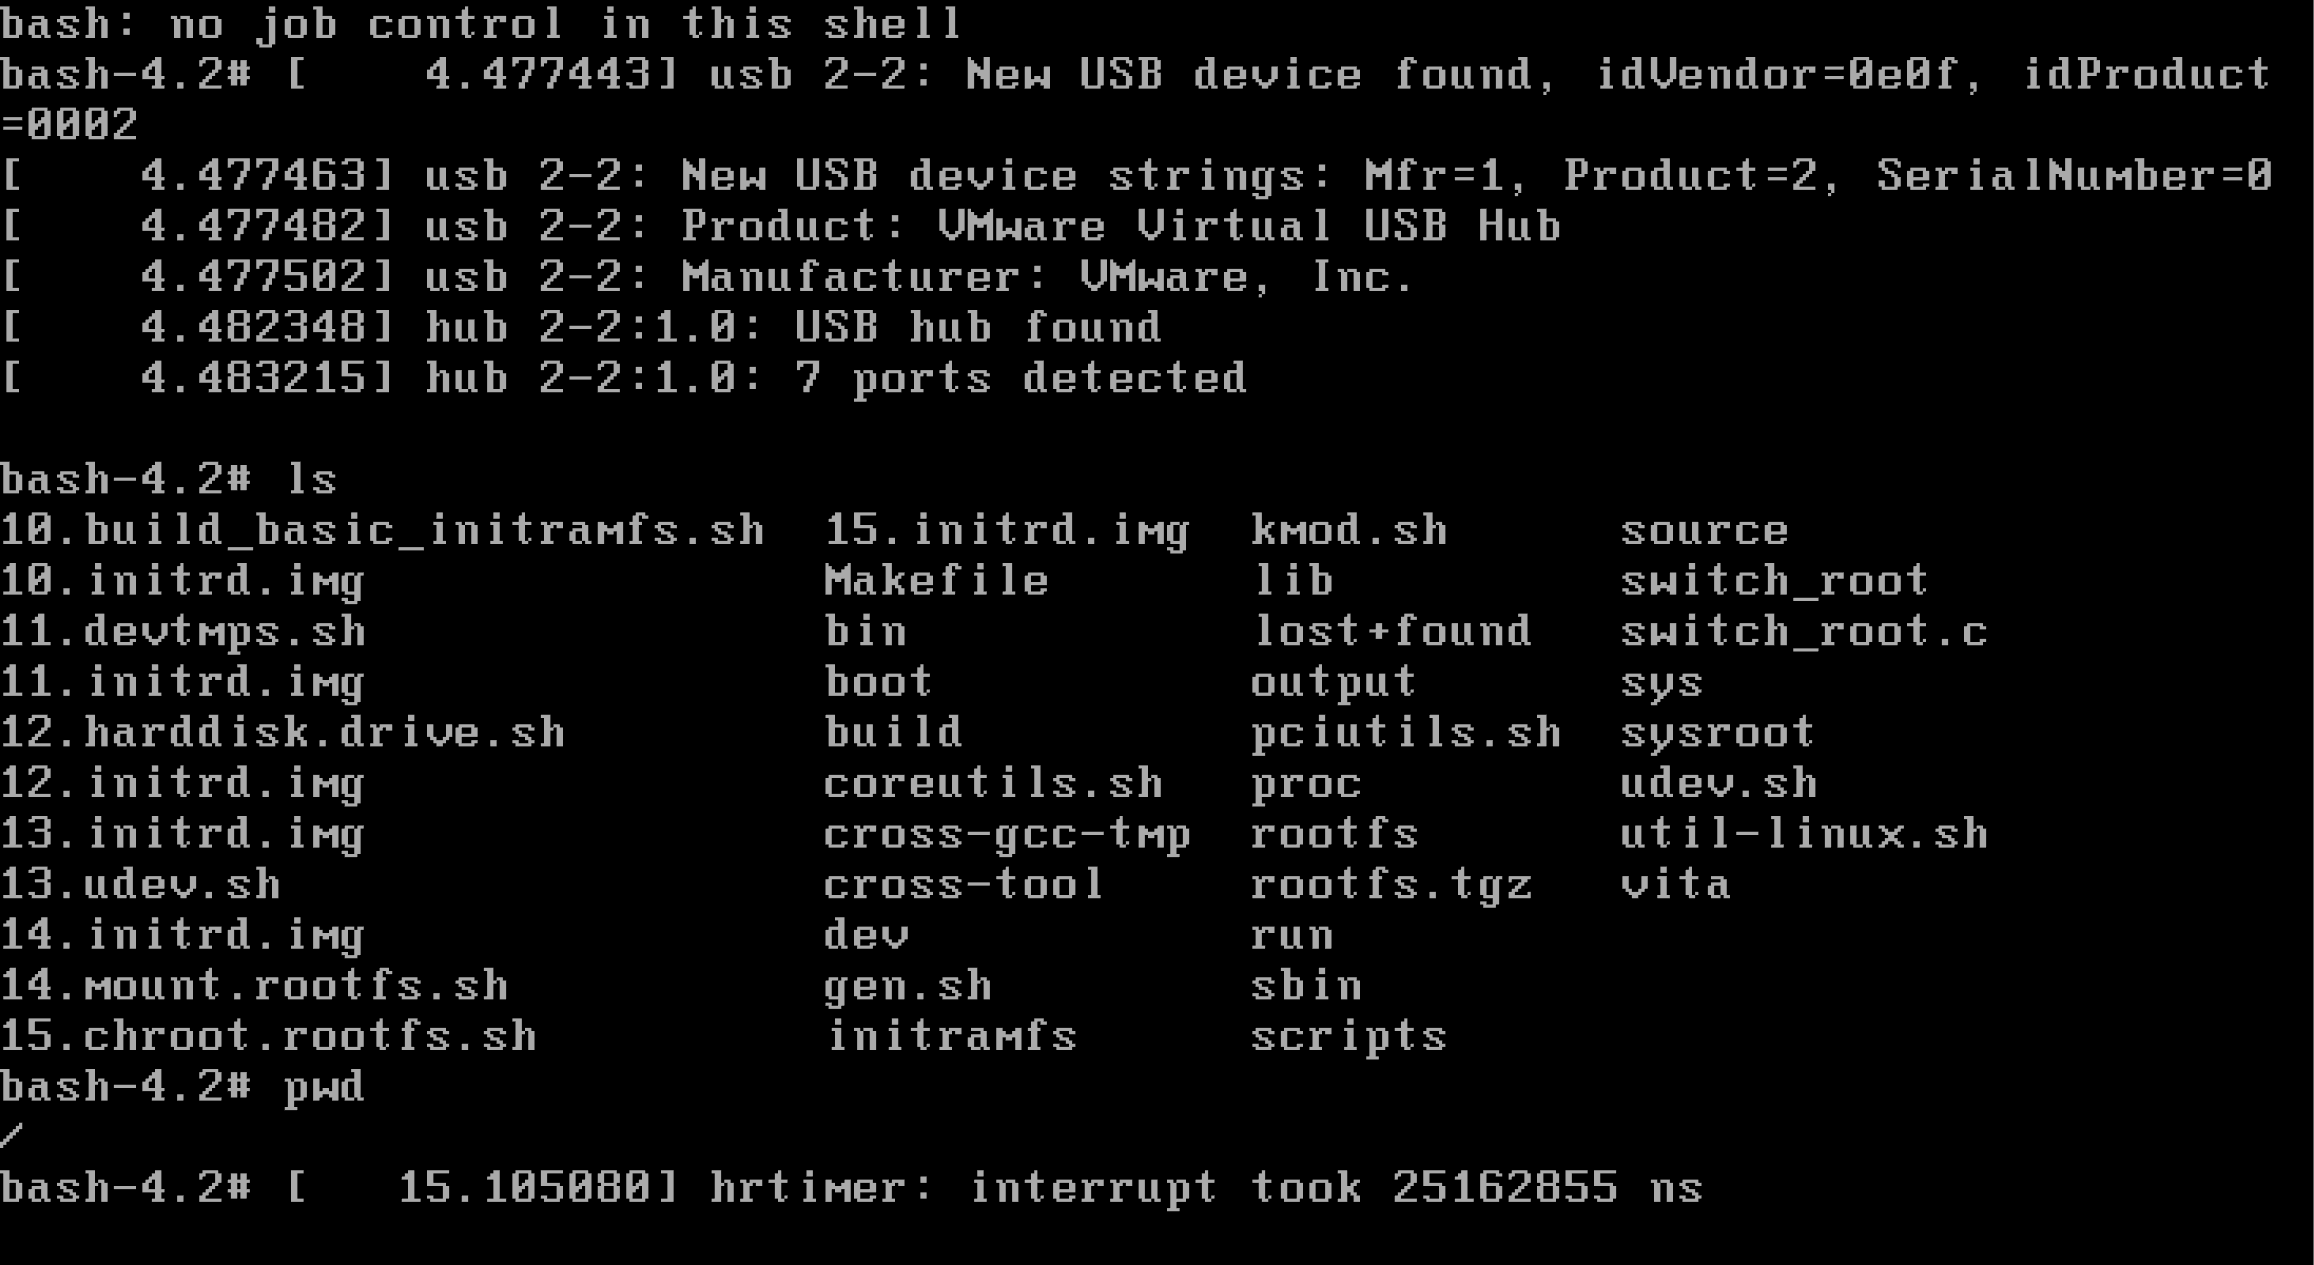 bash: no job control in this shell
bash-4.2# [    4.477443] usb 2-2: New USB device found, idVendor=0e0f, idProduct
=0002
[    4.477463] usb 2-2: New USB device strings: Mfr=1, Product=2, SerialNumber=0
[    4.477482] usb 2-2: Product: VMware Virtual USB Hub
[    4.477502] usb 2-2: Manufacturer: VMware, Inc.
[    4.482348] hub 2-2:1.0: USB hub found
[    4.483215] hub 2-2:1.0: 7 ports detected
bash-4.2# ls
10.build_basic_initramfs.sh  15.initrd.img  kmod.sh      source
10.initrd.img                Makefile       lib          switch_root
11.devtmps.sh                bin            lost+found   switch_root.c
11.initrd.img                boot           output       sys
12.harddisk.drive.sh         build          pciutils.sh  sysroot
12.initrd.img                coreutils.sh   proc         udev.sh
13.initrd.img                cross-gcc-tmp  rootfs       util-linux.sh
13.udev.sh                   cross-tool     rootfs.tgz   vita
14.initrd.img                dev            run
14.mount.rootfs.sh           gen.sh         sbin
15.chroot.rootfs.sh          initramfs      scripts
bash-4.2# pwd
/
bash-4.2# [   15.105080] hrtimer: interrupt took 25162855 ns